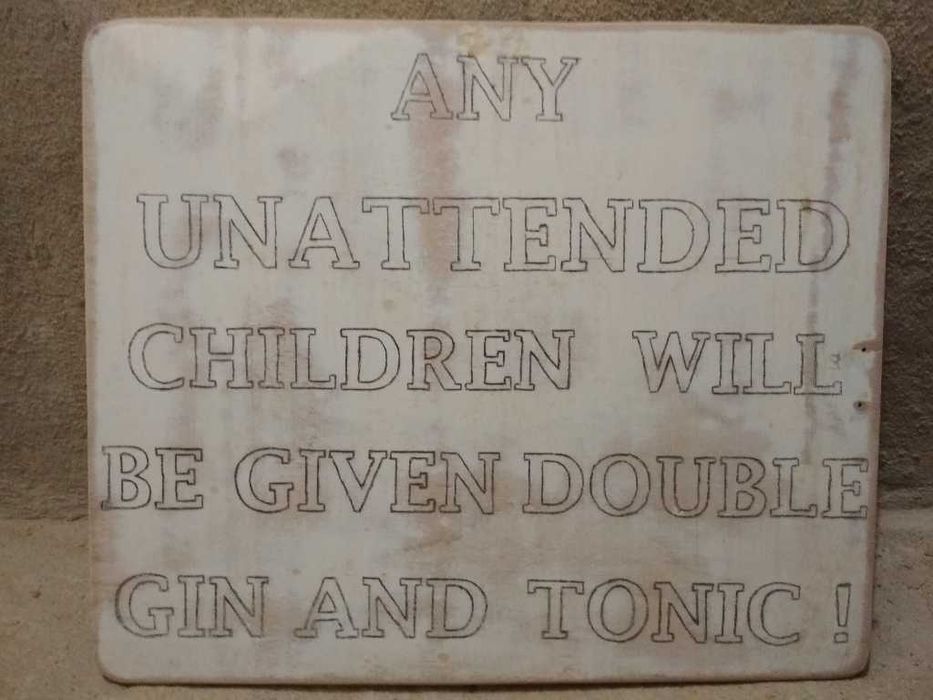 ANY
UNATTENDED
CHILDREN WILL
BE GIVEN DOUBLE
GIN AND TONIC !